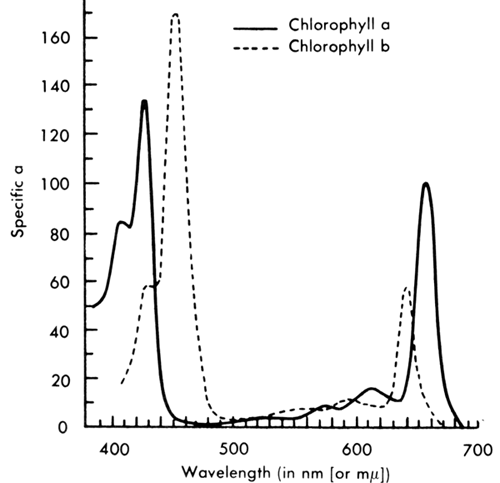 Chlorophyll a
Chlorophyll b
160
140
120
100
80
60
40
20
0
Specific a
400 500 600 700
Wavelength (in nm [or mμ])